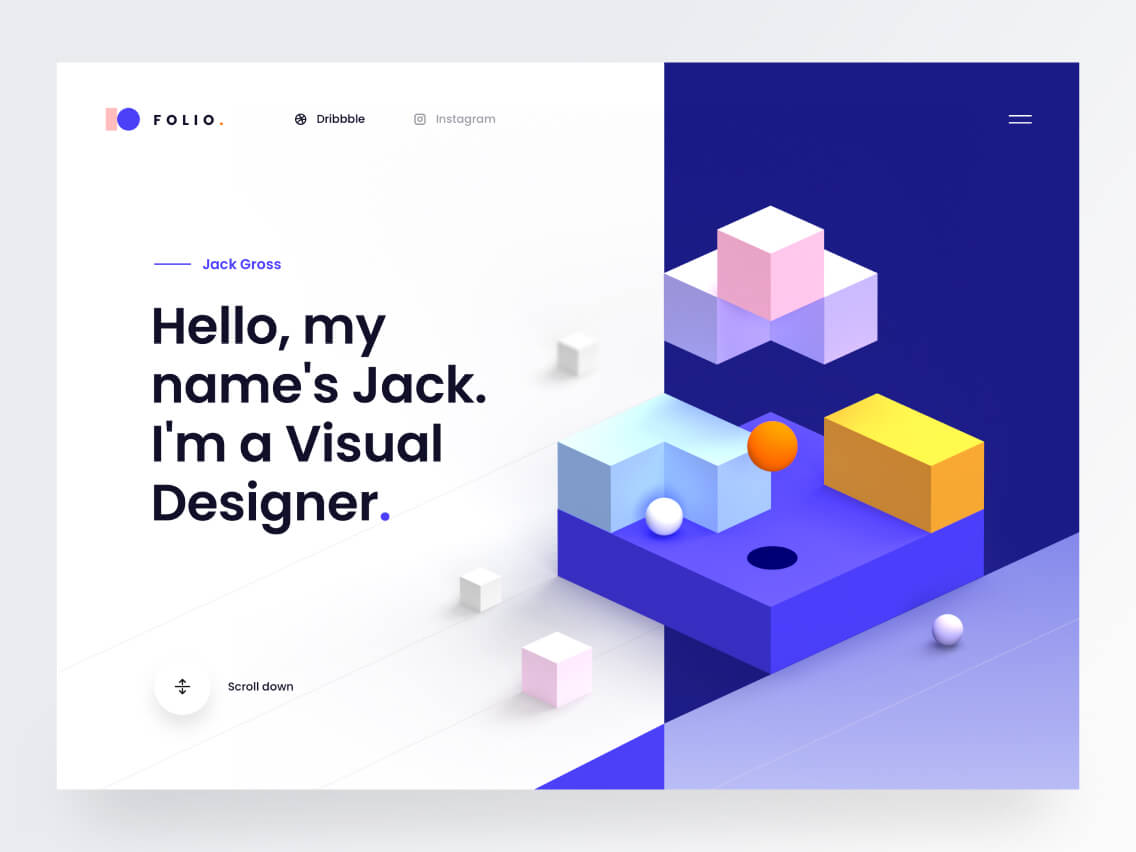 FOLIO.
Dribbble
Instagram
Jack Gross
Hello, my
name's Jack.
I'm a Visual
Designer.
Scroll down